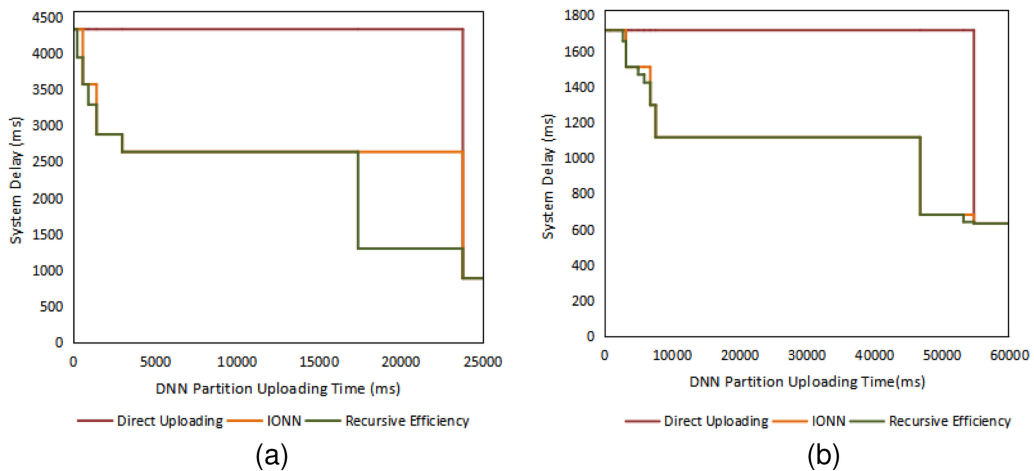 4500
4000
3500
3000
2500
2000
1500
1000
500
0
System Delay (ms)
0 5000 10000 15000 20000 25000
DNN Partition Uploading Time (ms)
Direct Uploading IONN Recursive Efficiency
(a)
1800
1600
1400
1200
1000
800
600
400
200
0
System Delay (ms)
0 10000 20000 30000 40000 50000 60000
DNN Partition Uploading Time(ms)
Direct Uploading IONN Recursive Efficiency
(b)